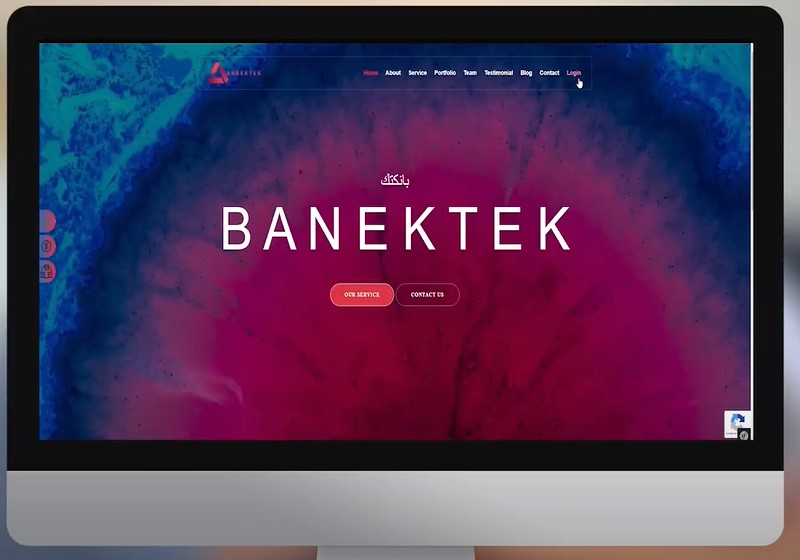 BANEKTEK
Home About Service Portfolio Team Testimonial Blog Contact Login
بانكتك
BANEKTEK
OUR SERVICE
CONTACT US